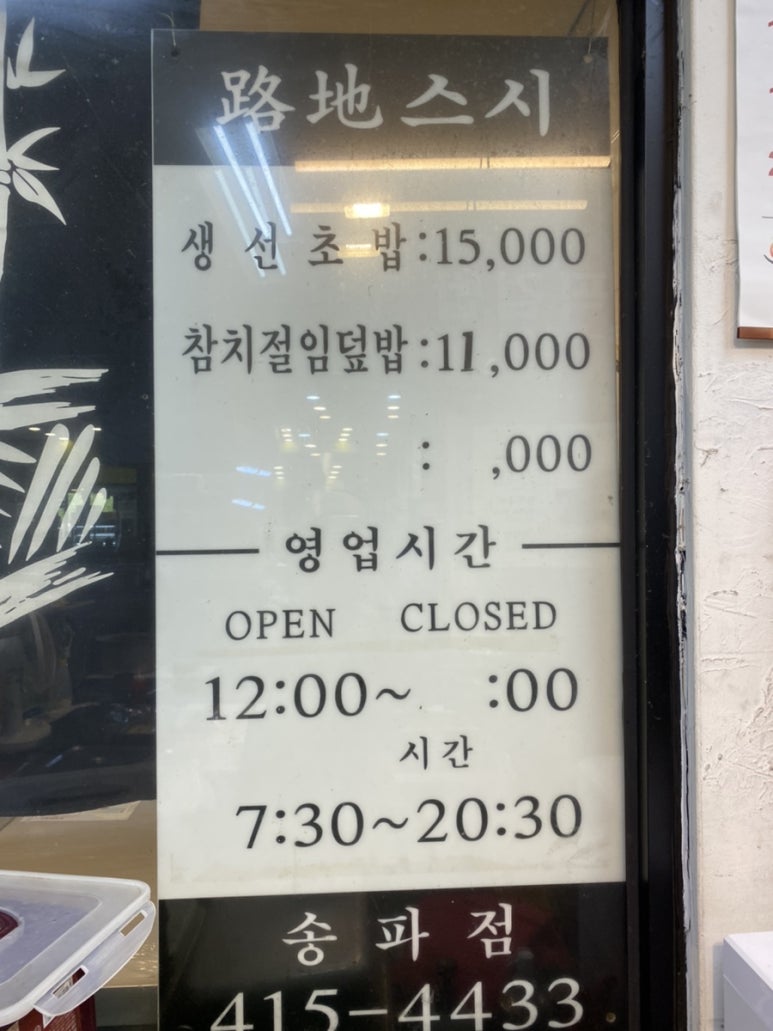 路地스시
생선초밥:15,000
참치절임덮밥:11,000
: ,000
영업시간
OPEN CLOSED
12:00~ :00
시간
7:30~20:30
송파점
415-4433